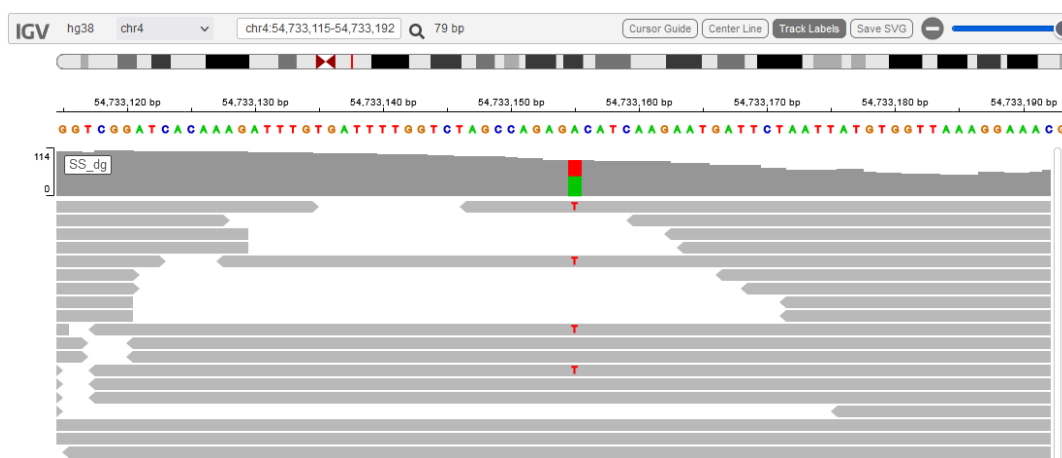 IGV hg38 chr4 chr4:54,733,115-54,733,192 79 bp Cursor Guide Center Line Track Labels Save SVG
54,733,120 bp 54,733,130 bp 54,733,140 bp 54,733,150 bp 54,733,160 bp 54,733,170 bp 54,733,180 bp 54,733,190 bp
G G T C G G A T C A C A A A G A T T T G T G A T T T T G G T C T A G C C A G A G A C A T C A A G A A T G A T T C T A A T T A T G T G G T T A A A G G A A A C G
114
SS_dg
0
T
T
T
T